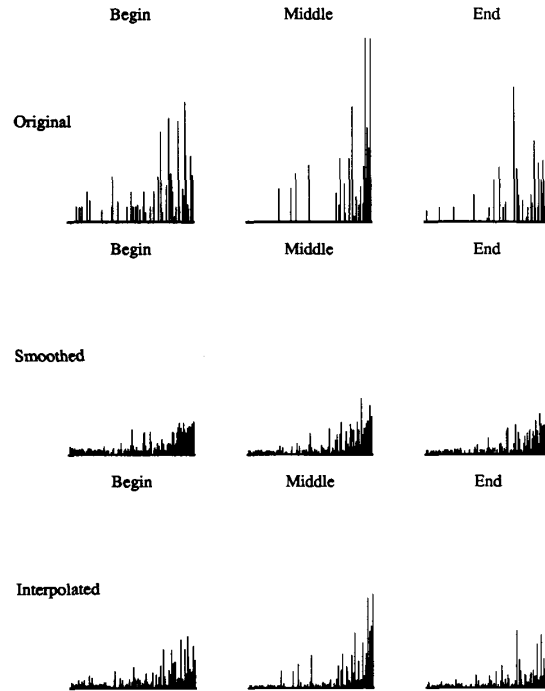 Begin Middle End
Original
Begin Middle End
Smoothed
Begin Middle End
Interpolated